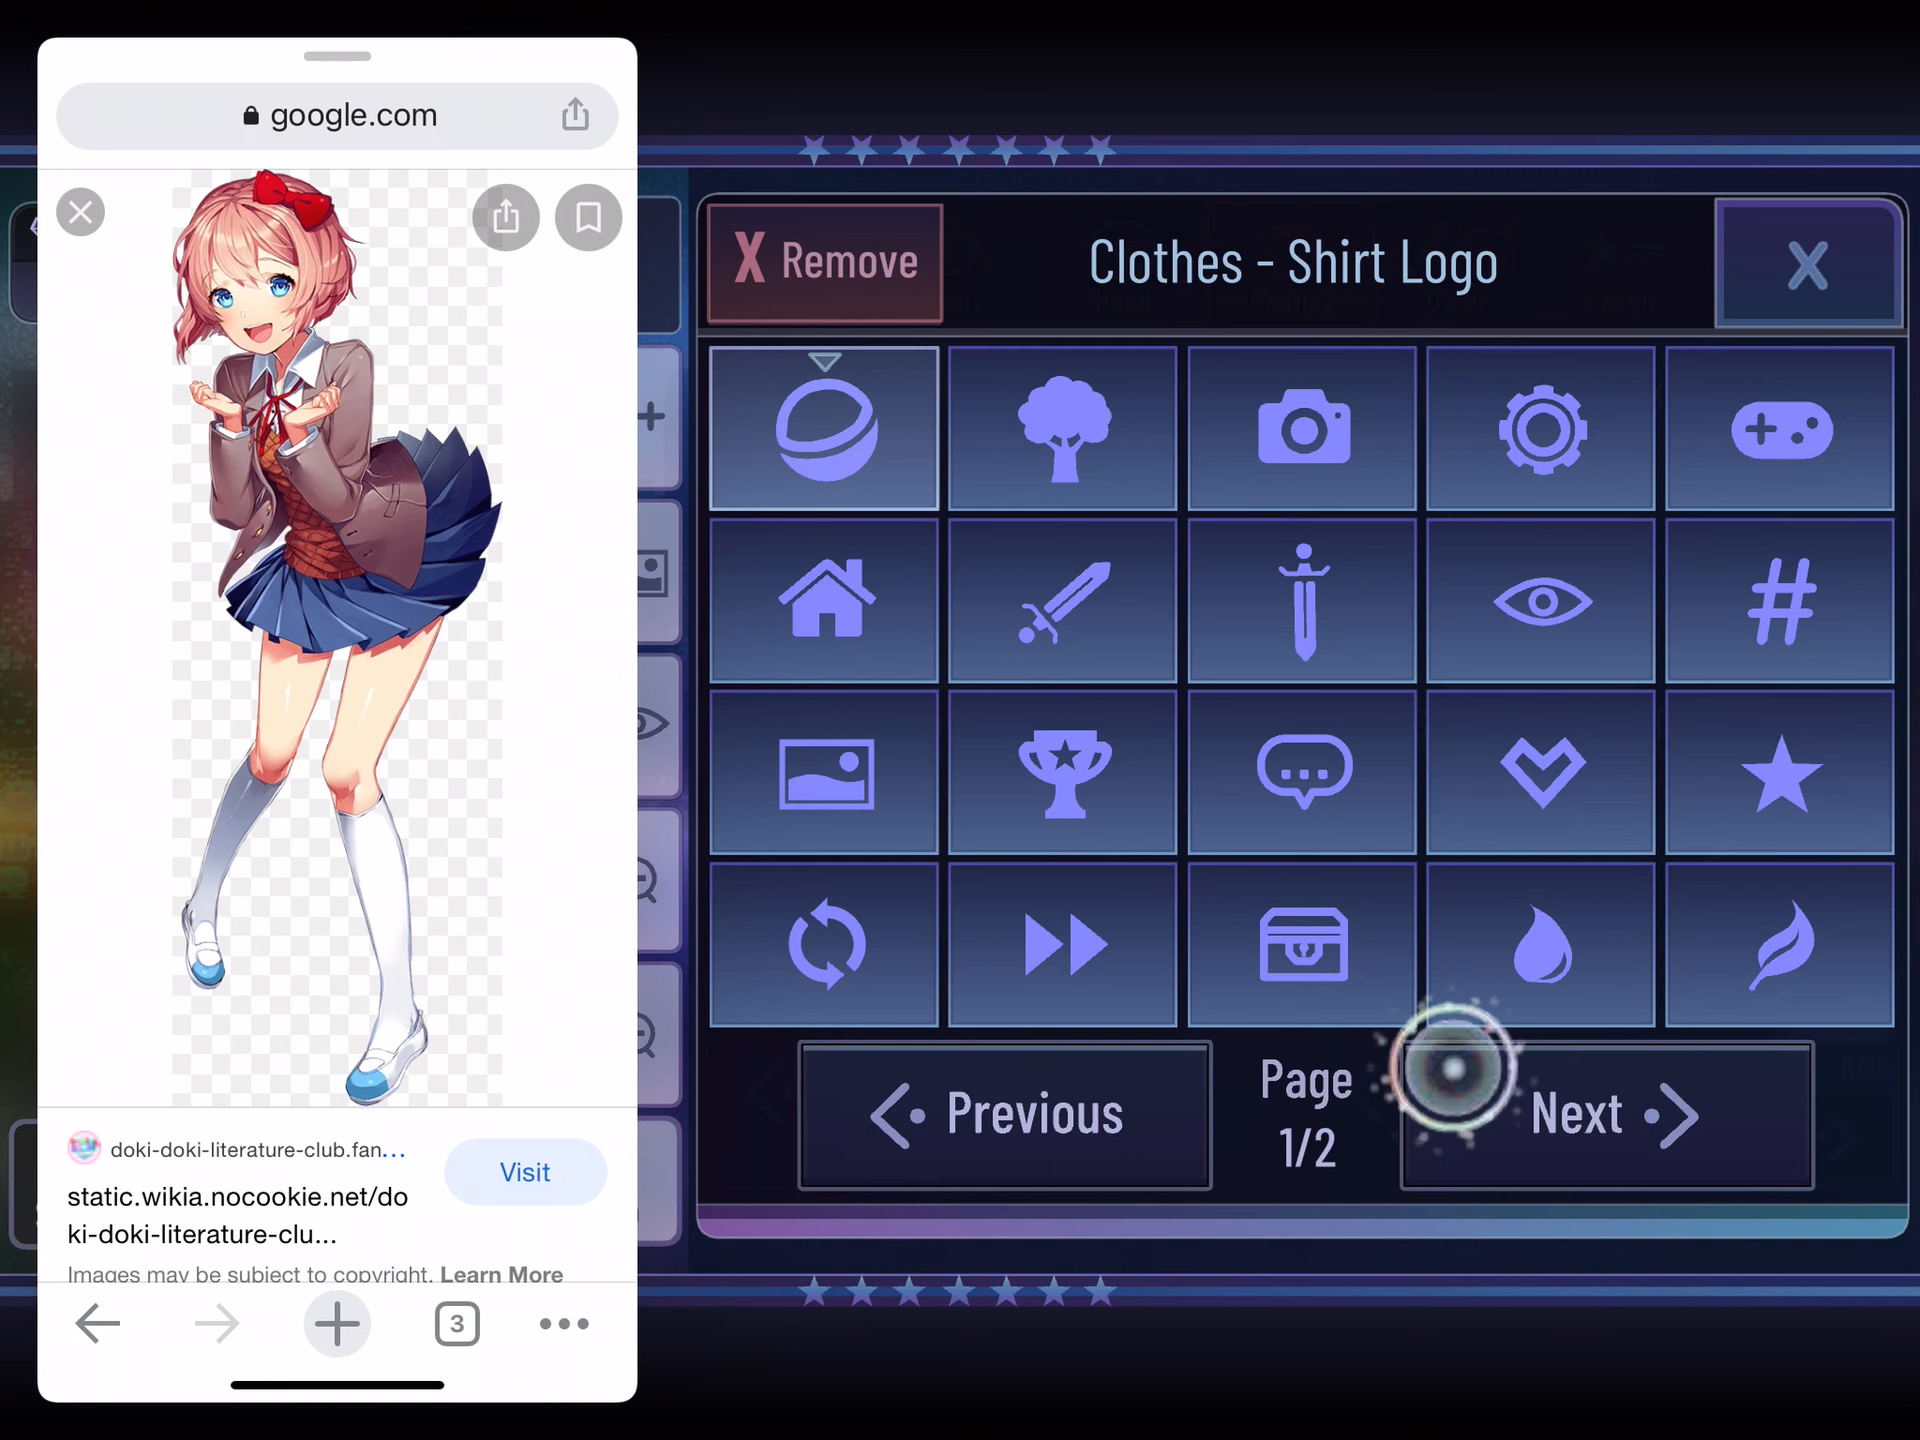 google.com
doki-doki-literature-club.fan...
Visit
static.wikia.nocookie.net/do
ki-doki-literature-clu...
Images may be subject to copyright. Learn More
3
X Remove
Clothes - Shirt Logo
X
#
Previous
Page
1/2
Next